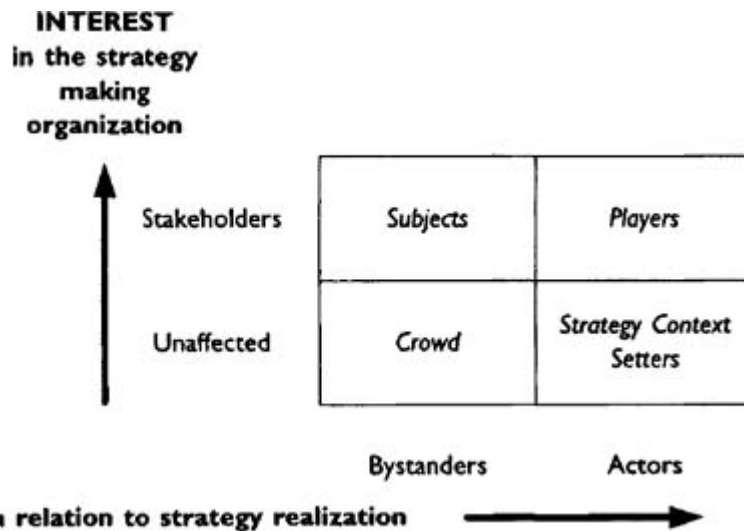 INTEREST
in the strategy
making
organization
Stakeholders
Subjects
Players
Unaffected
Crowd
Strategy Context
Setters
Bystanders
Actors
relation to strategy realization